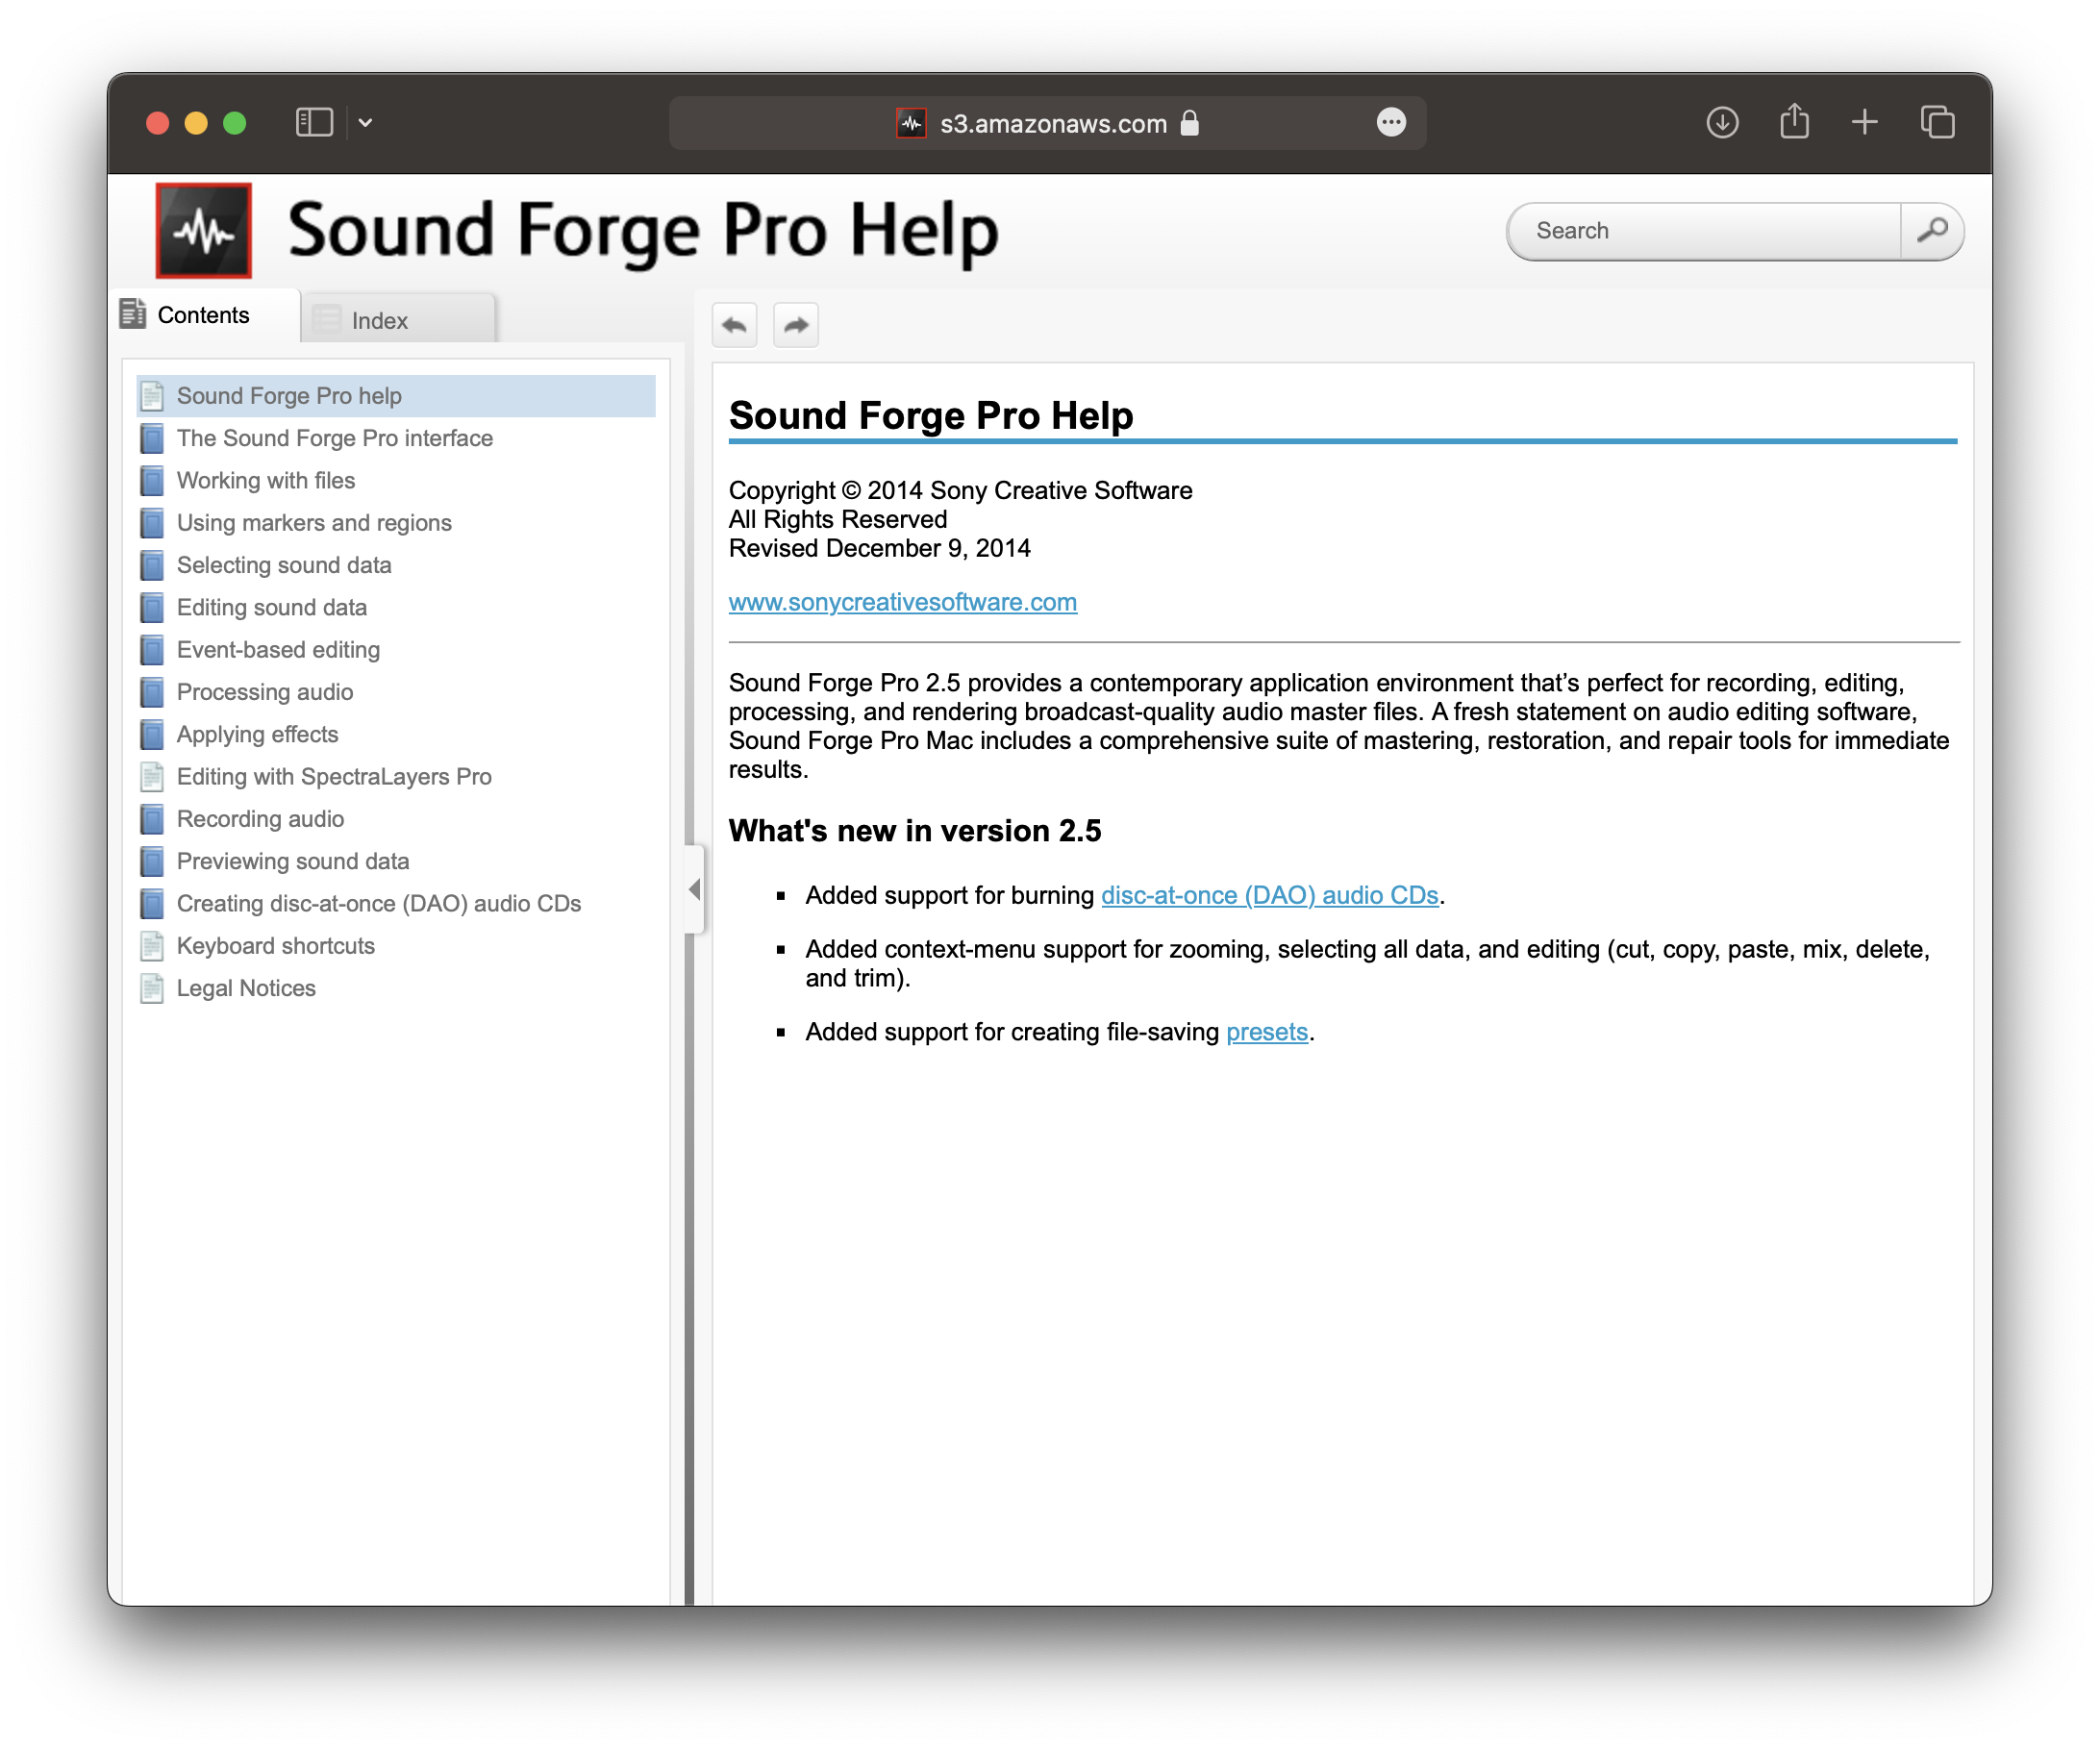 s3.amazonaws.com
Sound Forge Pro Help
Search
Contents
Index
Sound Forge Pro help
The Sound Forge Pro interface
Working with files
Using markers and regions
Selecting sound data
Editing sound data
Event-based editing
Processing audio
Applying effects
Editing with SpectraLayers Pro
Recording audio
Previewing sound data
Creating disc-at-once (DAO) audio CDs
Keyboard shortcuts
Legal Notices
Sound Forge Pro Help
Copyright © 2014 Sony Creative Software
All Rights Reserved
Revised December 9, 2014
www.sonycreativesoftware.com
Sound Forge Pro 2.5 provides a contemporary application environment that’s perfect for recording, editing,
processing, and rendering broadcast-quality audio master files. A fresh statement on audio editing software,
Sound Forge Pro Mac includes a comprehensive suite of mastering, restoration, and repair tools for immediate
results.
What's new in version 2.5
▪ Added support for burning disc-at-once (DAO) audio CDs.
▪ Added context-menu support for zooming, selecting all data, and editing (cut, copy, paste, mix, delete,
and trim).
▪ Added support for creating file-saving presets.